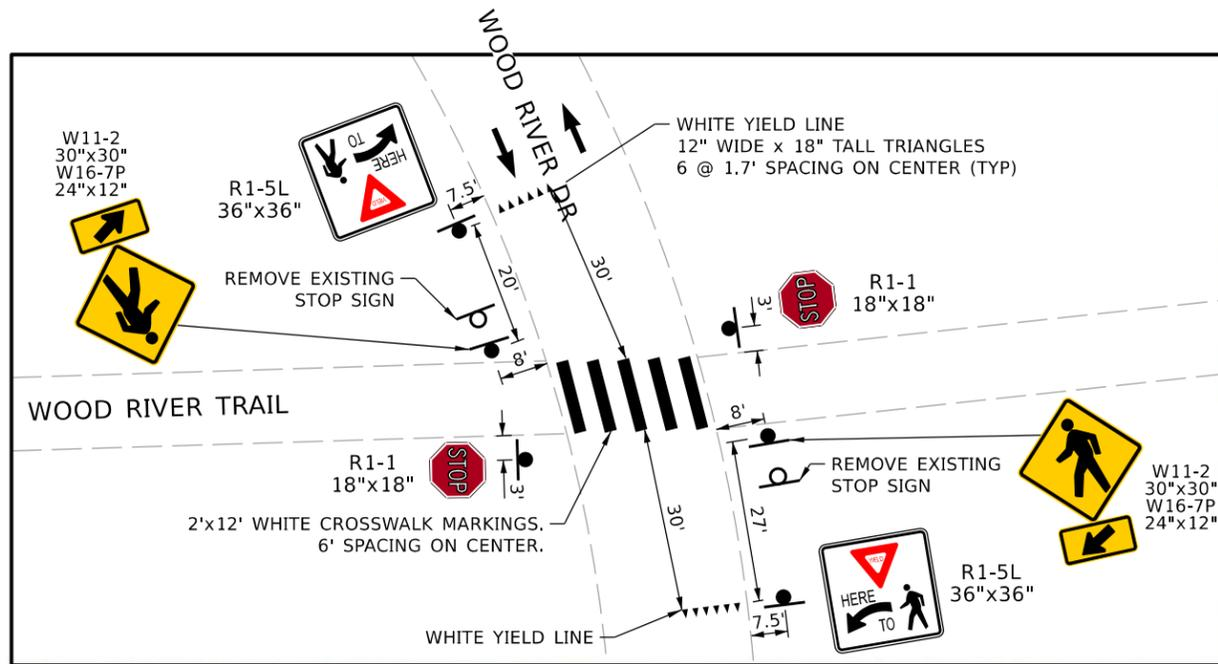 WOOD RIVER DR
W11-2
30"x30"
W16-7P
24"x12"
R1-5L
36"x36"
HERE
TO
YIELD
7.5'
WHITE YIELD LINE
12" WIDE x 18" TALL TRIANGLES
6 @ 1.7' SPACING ON CENTER (TYP)
REMOVE EXISTING
STOP SIGN
20'
30'
8'
3'
STOP
R1-1
18"x18"
WOOD RIVER TRAIL
R1-1
18"x18"
STOP
3'
8'
REMOVE EXISTING
STOP SIGN
W11-2
30"x30"
W16-7P
24"x12"
2'x12' WHITE CROSSWALK MARKINGS.
6' SPACING ON CENTER.
30'
27'
YIELD
HERE
TO
R1-5L
36"x36"
WHITE YIELD LINE
7.5'